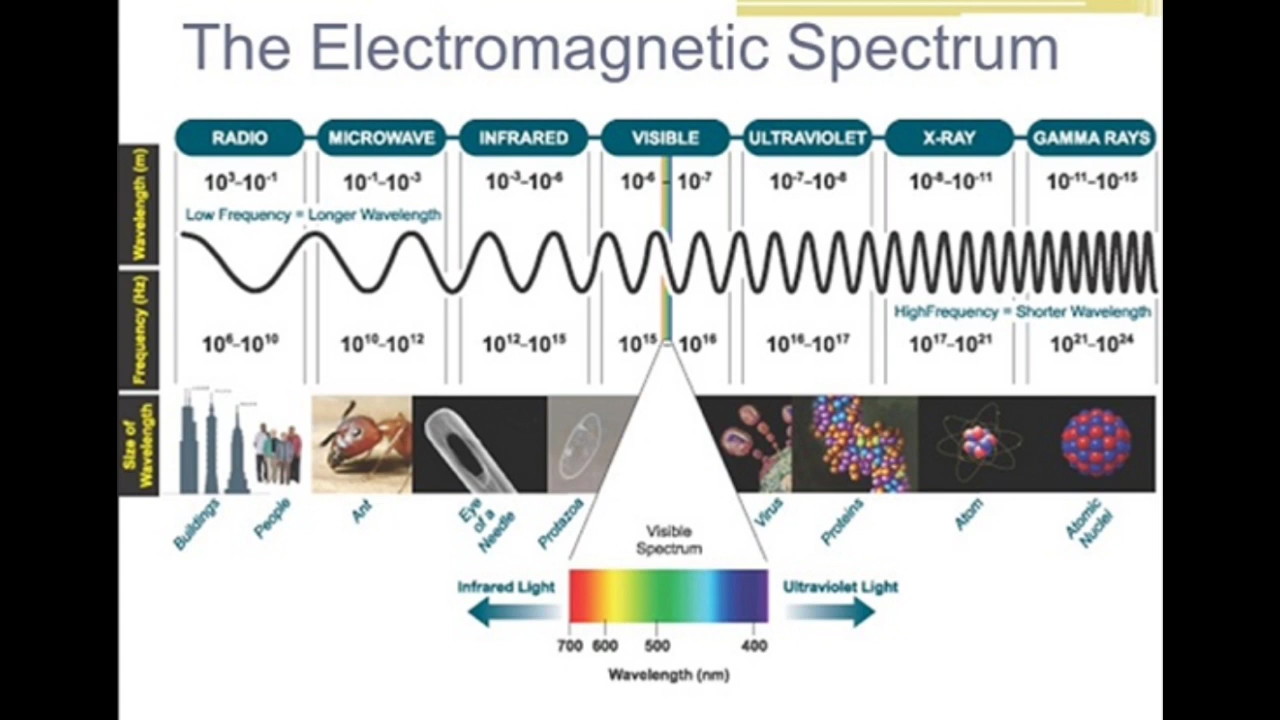 The Electromagnetic Spectrum
RADIO MICROWAVE INFRARED VISIBLE ULTRAVIOLET X-RAY GAMMA RAYS
Wavelength (m)
10³-10⁻¹ 10⁻¹-10⁻³ 10⁻³-10⁻⁶ 10⁻⁶ - 10⁻⁷ 10⁻⁷-10⁻⁸ 10⁻⁸-10⁻¹¹ 10⁻¹¹-10⁻¹⁵
Low Frequency = Longer Wavelength
HighFrequency = Shorter Wavelength
Frequency (Hz)
10⁶-10¹⁰ 10¹⁰-10¹² 10¹²-10¹⁵ 10¹⁵ - 10¹⁶ 10¹⁶-10¹⁷ 10¹⁷-10²¹ 10²¹-10²⁴
Size of
Wavelength
Buildings
People
Ant
Eye
of a
Needle
Protazoa
Virus
Proteins
Atom
Atomic
Nuclei
Visible
Spectrum
Infrared Light
Ultraviolet Light
700 600 500 400
Wavelength (nm)